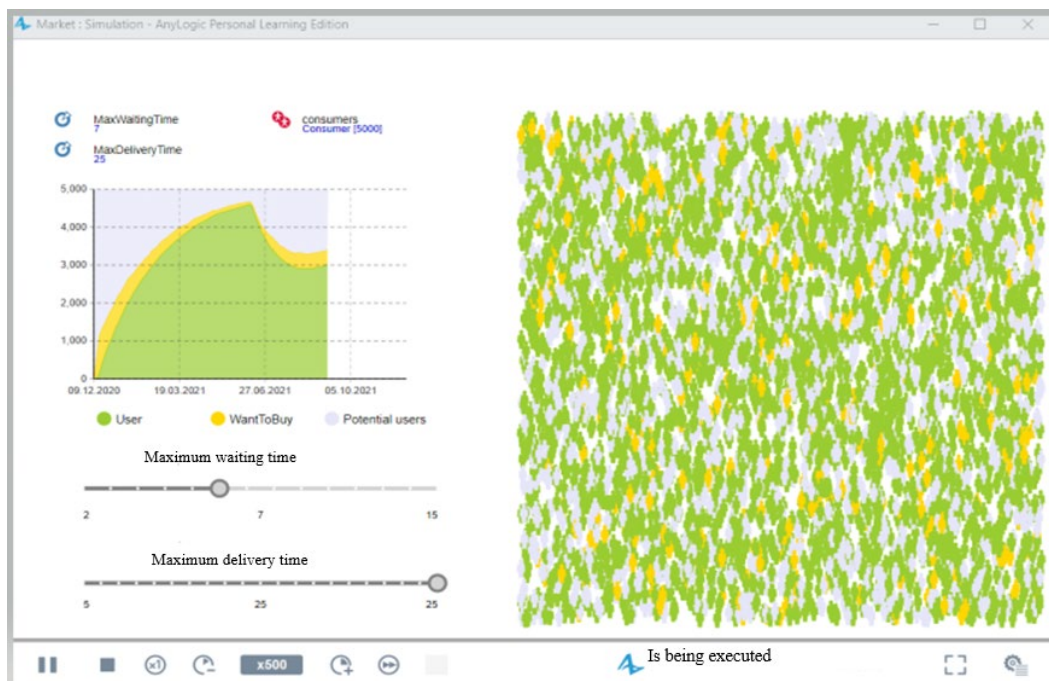 Market : Simulation - AnyLogic Personal Learning Edition
MaxWaitingTime
7
consumers
Consumer [5000]
MaxDeliveryTime
25
5,000
4,000
3,000
2,000
1,000
0
09.12.2020 19.03.2021 27.06.2021 05.10.2021
User WantToBuy Potential users
Maximum waiting time
2 7 15
Maximum delivery time
5 25 25
x1 x500 Is being executed